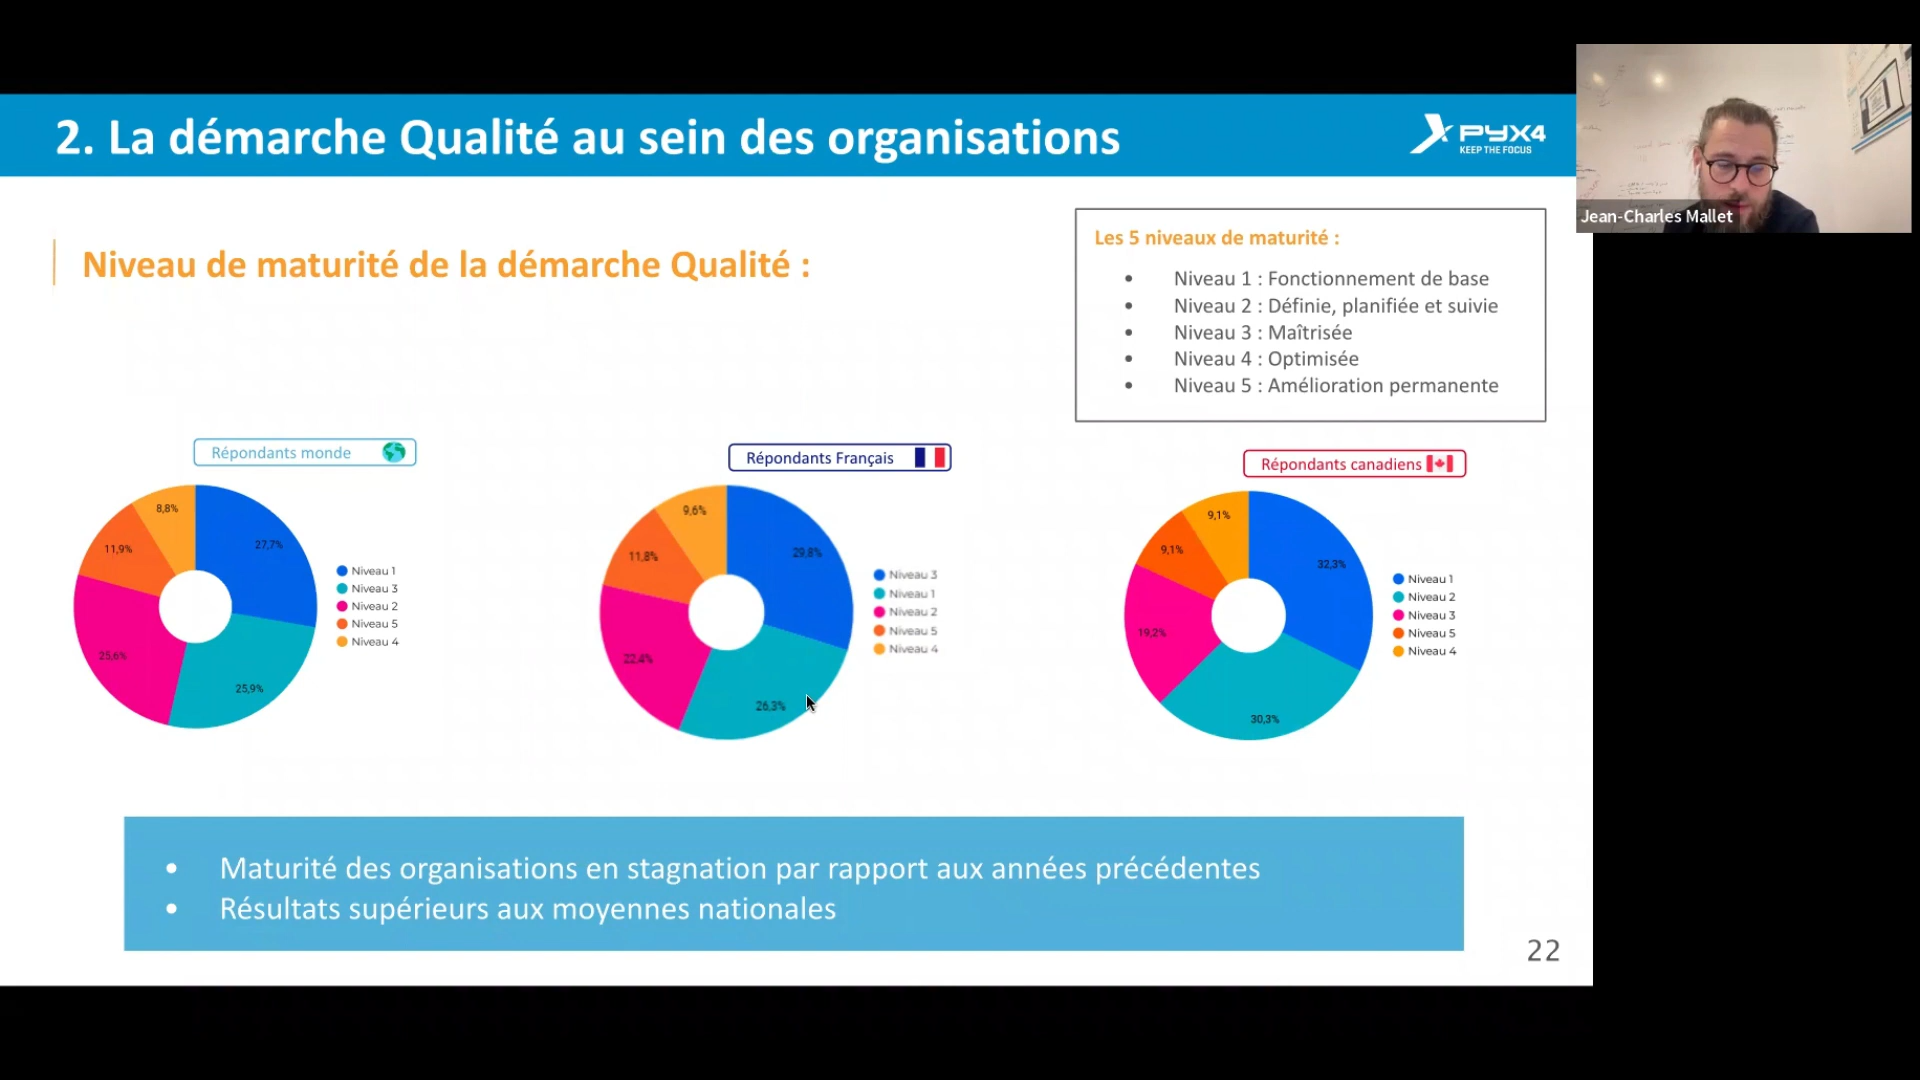 2. La démarche Qualité au sein des organisations
PYX4
KEEP THE FOCUS
Jean-Charles Mallet
Niveau de maturité de la démarche Qualité :
Les 5 niveaux de maturité :
• Niveau 1 : Fonctionnement de base
• Niveau 2 : Définie, planifiée et suivie
• Niveau 3 : Maîtrisée
• Niveau 4 : Optimisée
• Niveau 5 : Amélioration permanente
Répondants monde
8,8%
27,7%
11,9%
25,6%
25,9%
Niveau 1
Niveau 3
Niveau 2
Niveau 5
Niveau 4
Répondants Français
9,6%
29,8%
11,8%
22,4%
26,3%
Niveau 3
Niveau 1
Niveau 2
Niveau 5
Niveau 4
Répondants canadiens
9,1%
32,3%
9,1%
19,2%
30,3%
Niveau 1
Niveau 2
Niveau 3
Niveau 5
Niveau 4
• Maturité des organisations en stagnation par rapport aux années précédentes
• Résultats supérieurs aux moyennes nationales
22